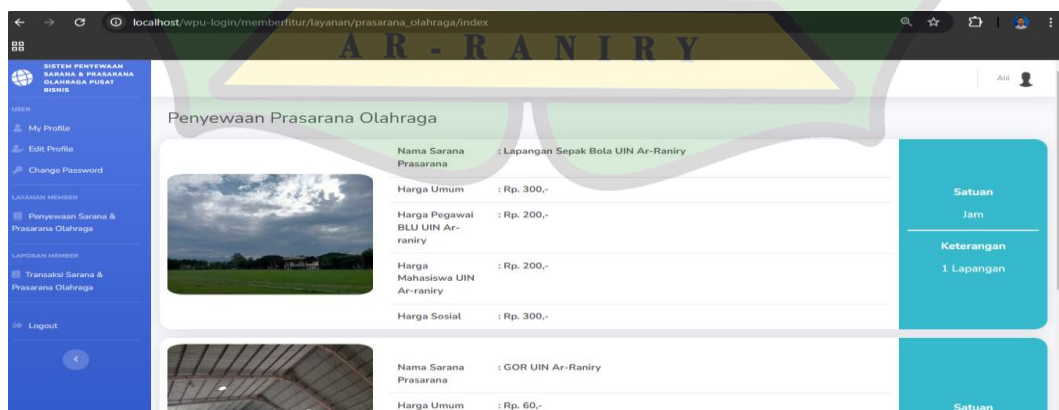 localhost/wpu-login/memberfitur/layanan/prasarana_olahraga/index
AR-RANIRY
SISTEM PENYEWAAN
SARANA & PRASARANA
OLAHRAGA PUSAT
BISNIS
Alii
USER
My Profile
Edit Profile
Change Password
LAYANAN MEMBER
Penyewaan Sarana &
Prasarana Olahraga
LAPORAN MEMBER
Transaksi Sarana &
Prasarana Olahraga
Logout
Penyewaan Prasarana Olahraga
Nama Sarana : Lapangan Sepak Bola UIN Ar-Raniry
Prasarana
Harga Umum : Rp. 300,-
Harga Pegawai : Rp. 200,-
BLU UIN Ar-
raniry
Harga : Rp. 200,-
Mahasiswa UIN
Ar-raniry
Harga Sosial : Rp. 300,-
Satuan
Jam
Keterangan
1 Lapangan
Nama Sarana : GOR UIN Ar-Raniry
Prasarana
Harga Umum : Rp. 60,-
Satuan